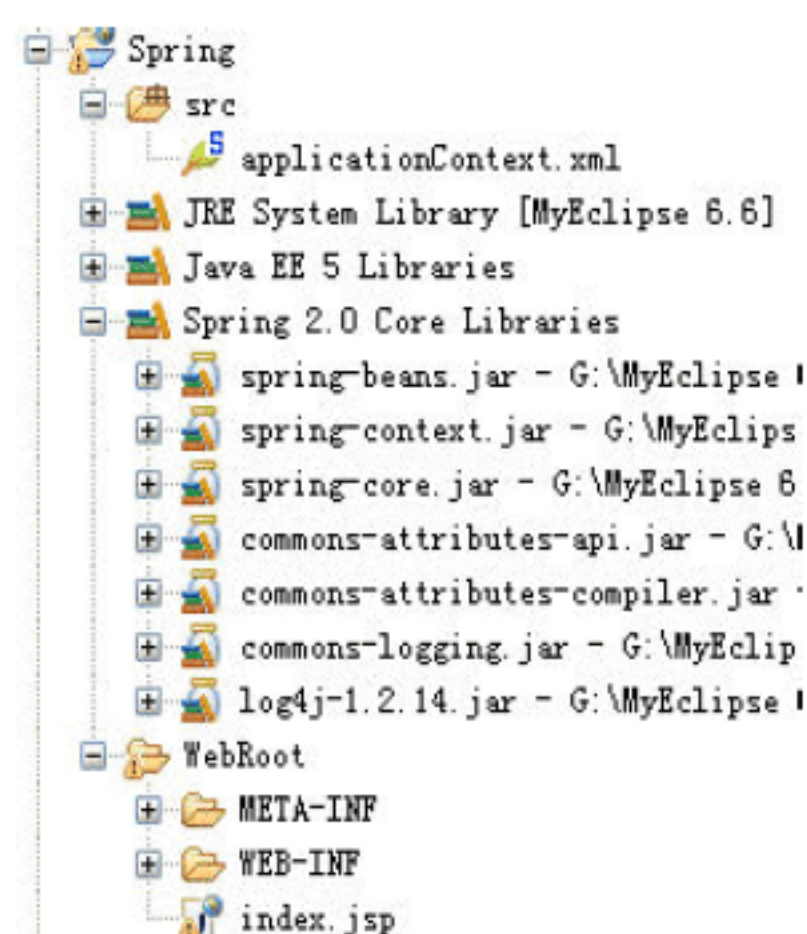 Spring
src
applicationContext.xml
JRE System Library [MyEclipse 6.6]
Java EE 5 Libraries
Spring 2.0 Core Libraries
spring-beans.jar - G:\MyEclipse
spring-context.jar - G:\MyEclips
spring-core.jar - G:\MyEclipse 6
commons-attributes-api.jar - G:\
commons-attributes-compiler.jar -
commons-logging.jar - G:\MyEclip
log4j-1.2.14.jar - G:\MyEclipse
WebRoot
META-INF
WEB-INF
index.jsp